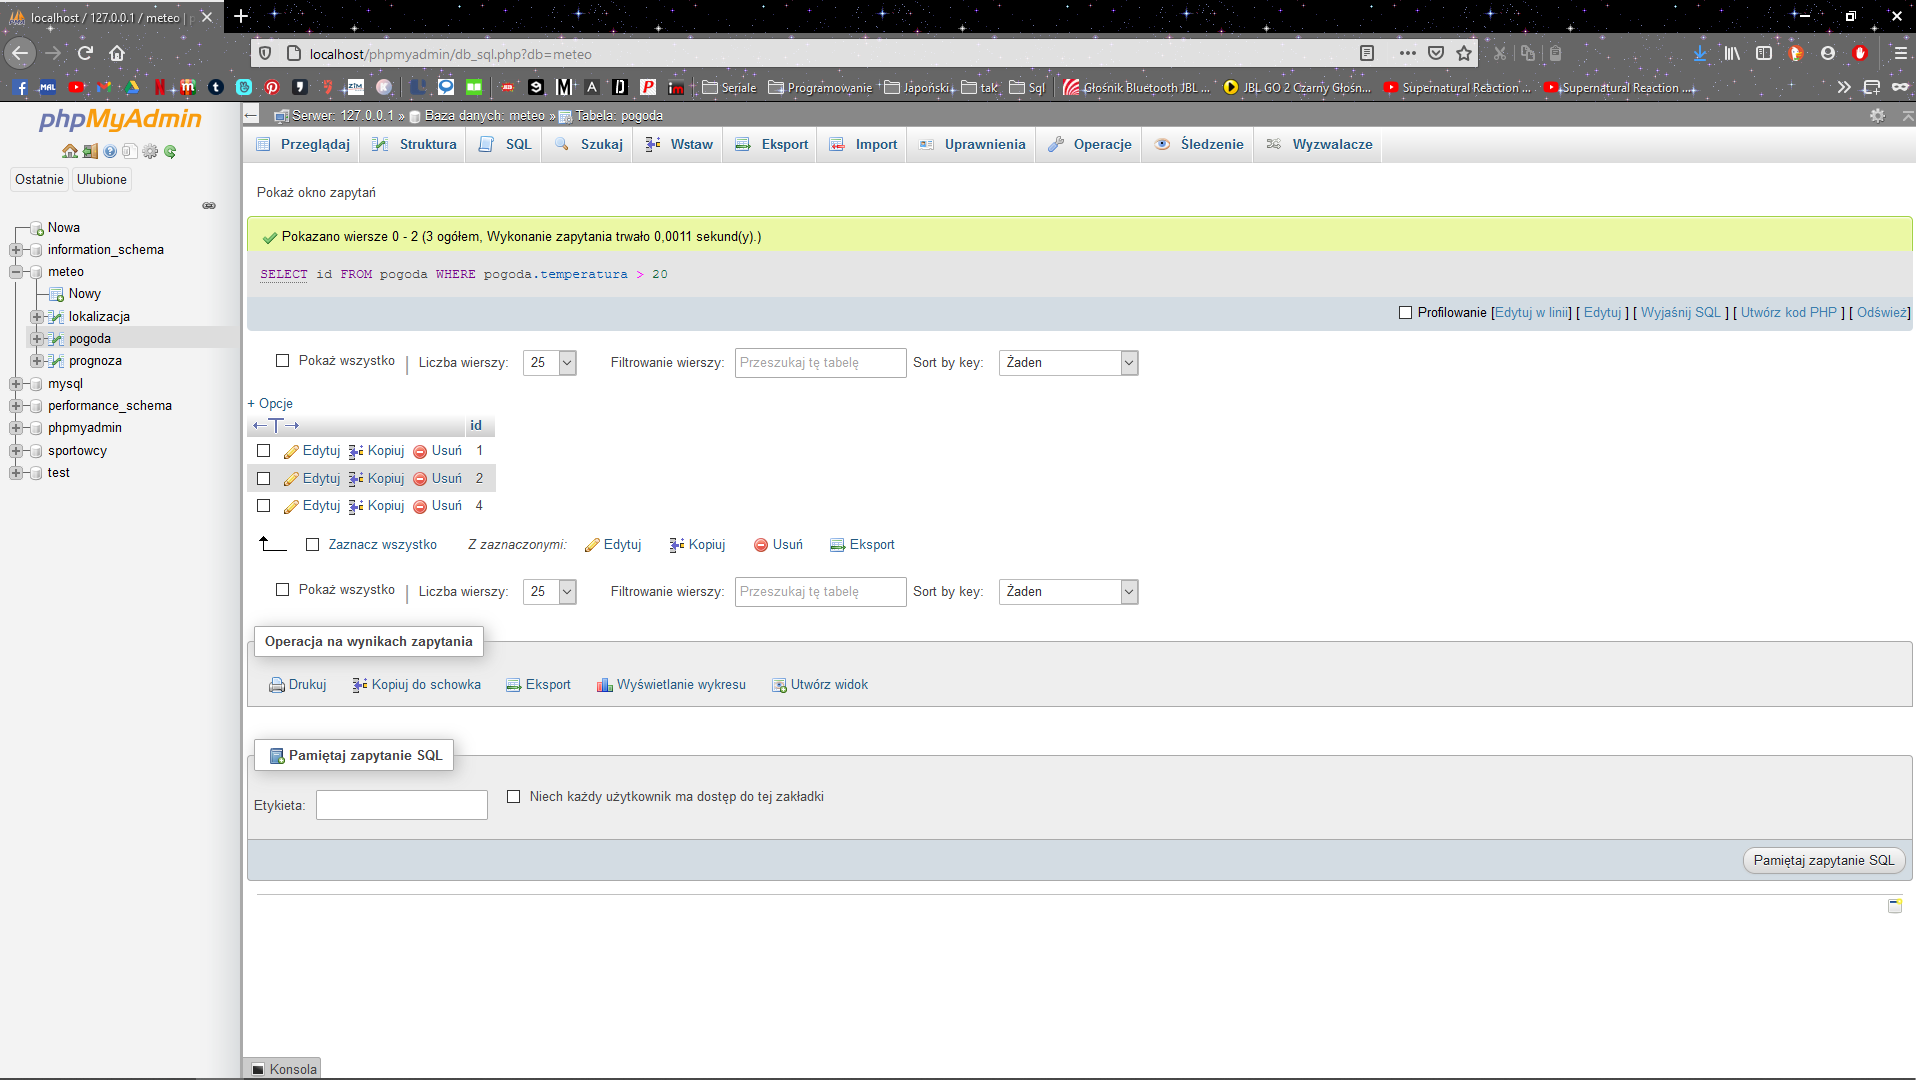 localhost / 127.0.0.1 / meteo | p
localhost/phpmyadmin/db_sql.php?db=meteo
Seriale
Programowanie
Japoński
tak
Sql
Głośnik Bluetooth JBL ...
JBL GO 2 Czarny Głośn...
Supernatural Reaction ...
Supernatural Reaction ...
phpMyAdmin
Ostatnie
Ulubione
Nowa
information_schema
meteo
Nowy
lokalizacja
pogoda
prognoza
mysql
performance_schema
phpmyadmin
sportowcy
test
Serwer: 127.0.0.1 » Baza danych: meteo » Tabela: pogoda
Przeglądaj Struktura SQL Szukaj Wstaw Eksport Import Uprawnienia Operacje Śledzenie Wyzwalacze
Pokaż okno zapytań
Pokazano wiersze 0 - 2 (3 ogółem, Wykonanie zapytania trwało 0,0011 sekund(y).)
SELECT id FROM pogoda WHERE pogoda.temperatura > 20
Profilowanie [Edytuj w linii] [ Edytuj ] [ Wyjaśnij SQL ] [ Utwórz kod PHP ] [ Odśwież]
Pokaż wszystko | Liczba wierszy: 25 Filtrowanie wierszy: Przeszukaj tę tabelę Sort by key: Żaden
+ Opcje
←T→ id
Edytuj Kopiuj Usuń 1
Edytuj Kopiuj Usuń 2
Edytuj Kopiuj Usuń 4
Zaznacz wszystko Z zaznaczonymi: Edytuj Kopiuj Usuń Eksport
Pokaż wszystko | Liczba wierszy: 25 Filtrowanie wierszy: Przeszukaj tę tabelę Sort by key: Żaden
Operacja na wynikach zapytania
Drukuj Kopiuj do schowka Eksport Wyświetlanie wykresu Utwórz widok
Pamiętaj zapytanie SQL
Etykieta: Niech każdy użytkownik ma dostęp do tej zakładki
Pamiętaj zapytanie SQL
Konsola